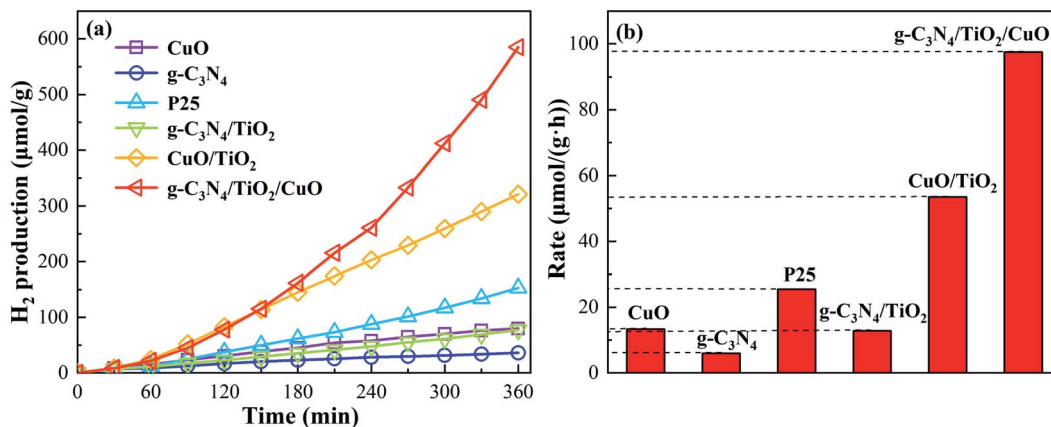 (a)
CuO
g-C₃N₄
P25
g-C₃N₄/TiO₂
CuO/TiO₂
g-C₃N₄/TiO₂/CuO
H₂ production (μmol/g)
600
500
400
300
200
100
0
0 60 120 180 240 300 360
Time (min)
(b)
g-C₃N₄/TiO₂/CuO
CuO/TiO₂
P25
CuO
g-C₃N₄/TiO₂
g-C₃N₄
Rate (μmol/(g·h))
100
80
60
40
20
10
0